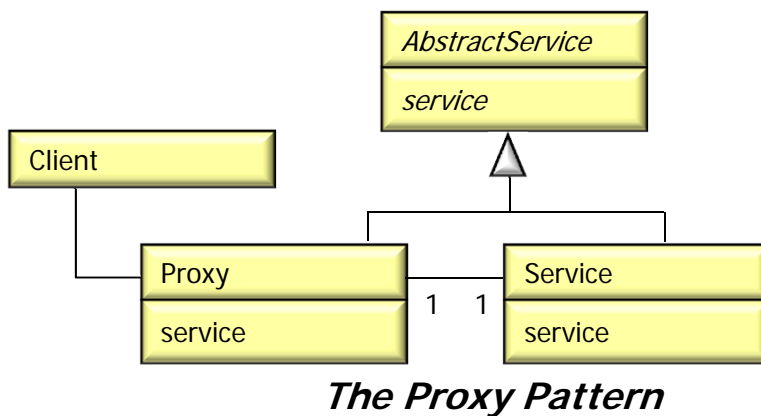 AbstractService
service
Client
Proxy
Service
1 1
service
service
The Proxy Pattern